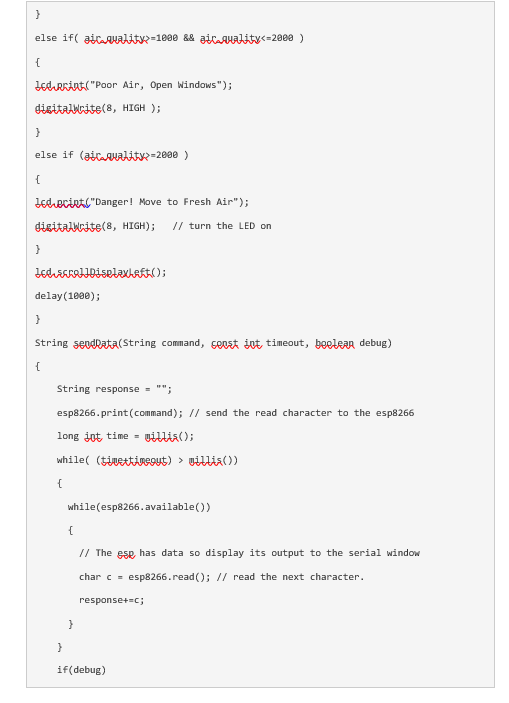 }
else if( air_quality>=1000 && air_quality<=2000 )
{
lcd.print("Poor Air, Open Windows");
digitalWrite(8, HIGH );
}
else if (air_quality>=2000 )
{
lcd.print("Danger! Move to Fresh Air");
digitalWrite(8, HIGH);   // turn the LED on
}
lcd.scrollDisplayLeft();
delay(1000);
}
String sendData(String command, const int timeout, boolean debug)
{
    String response = "";
    esp8266.print(command); // send the read character to the esp8266
    long int time = millis();
    while( (time+timeout) > millis())
    {
      while(esp8266.available())
      {
        // The esp has data so display its output to the serial window
        char c = esp8266.read(); // read the next character.
        response+=c;
      }
    }
    if(debug)